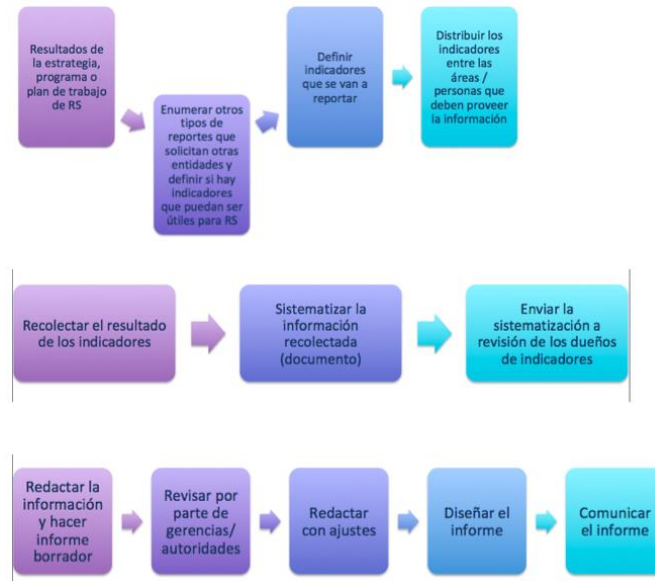 Resultados de
la estrategia,
programa o
plan de trabajo
de RS
Enumerar otros
tipos de
reportes que
solicitan otras
entidades y
definir si hay
indicadores
que puedan ser
útiles para RS
Definir
indicadores
que se van a
reportar
Distribuir los
indicadores
entre las
áreas /
personas que
deben proveer
la información
Recolectar el resultado
de los indicadores
Sistematizar la
información
recolectada
(documento)
Enviar la
sistematización a
revisión de los dueños
de indicadores
Redactar la
información
y hacer
informe
borrador
Revisar por
parte de
gerencias/
autoridades
Redactar
con ajustes
Diseñar el
informe
Comunicar
el informe